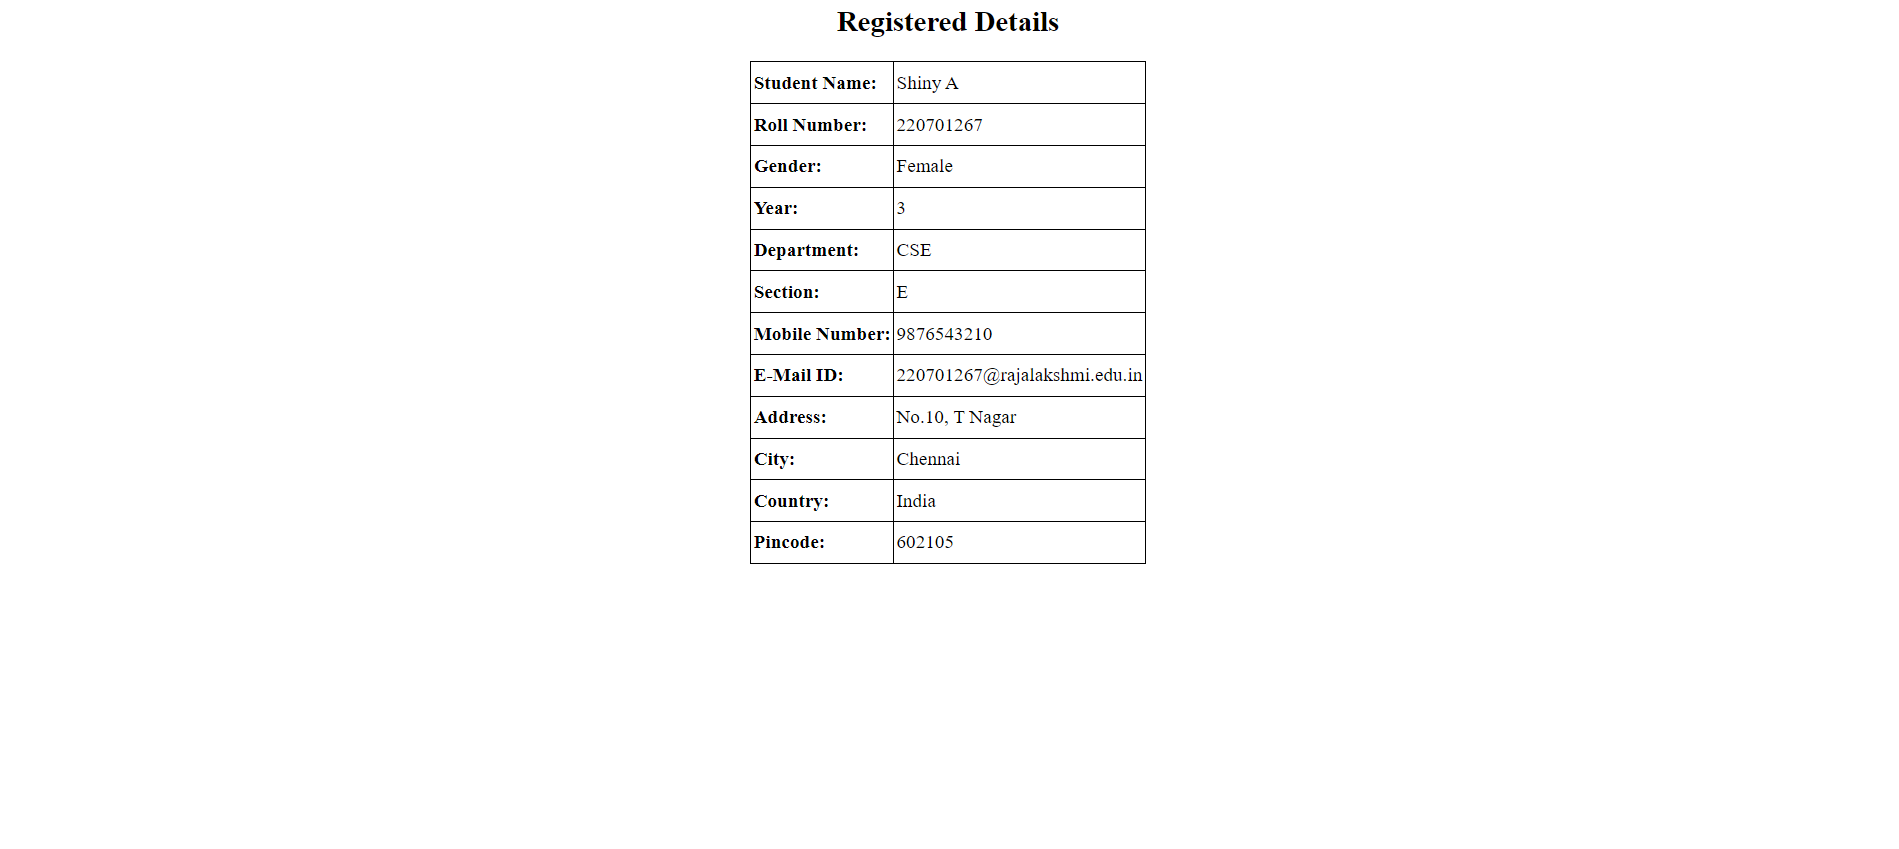 Registered Details
Student Name: Shiny A
Roll Number: 220701267
Gender: Female
Year: 3
Department: CSE
Section: E
Mobile Number: 9876543210
E-Mail ID: 220701267@rajalakshmi.edu.in
Address: No.10, T Nagar
City: Chennai
Country: India
Pincode: 602105